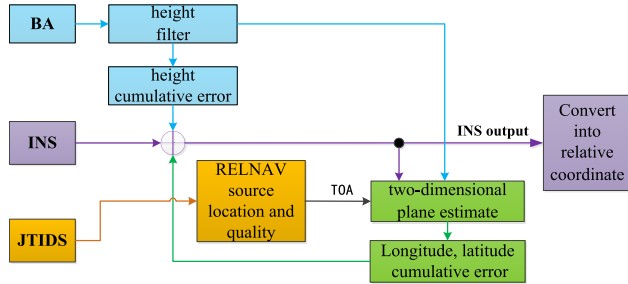 BA
height
filter
height
cumulative error
INS
INS output
Convert
into
relative
coordinate
RELNAV
source
location and
quality
TOA
two-dimensional
plane estimate
JTIDS
Longitude, latitude
cumulative error